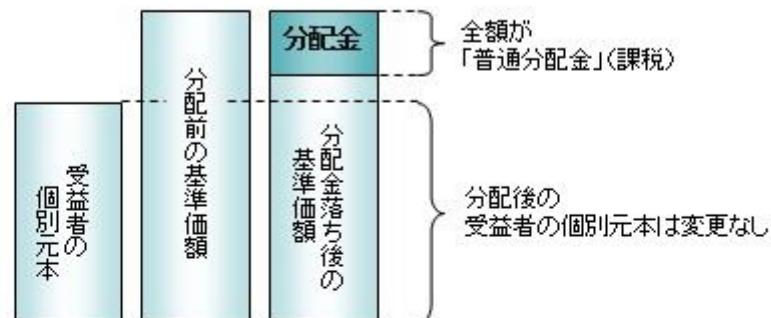 受益者の
個別元本
分配前の基準価額
分配金
分配金落ち後の
基準価額
全額が
「普通分配金」(課税)
分配後の
受益者の個別元本は変更なし